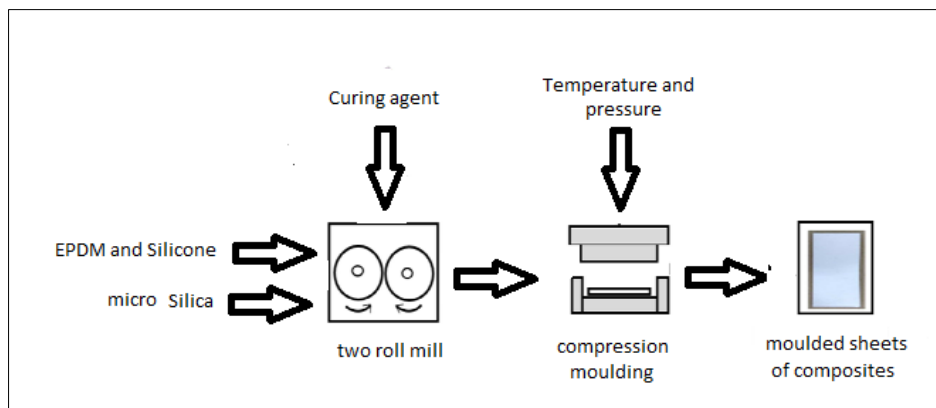 Curing agent
Temperature and
pressure
EPDM and Silicone
micro Silica
two roll mill
compression
moulding
moulded sheets
of composites